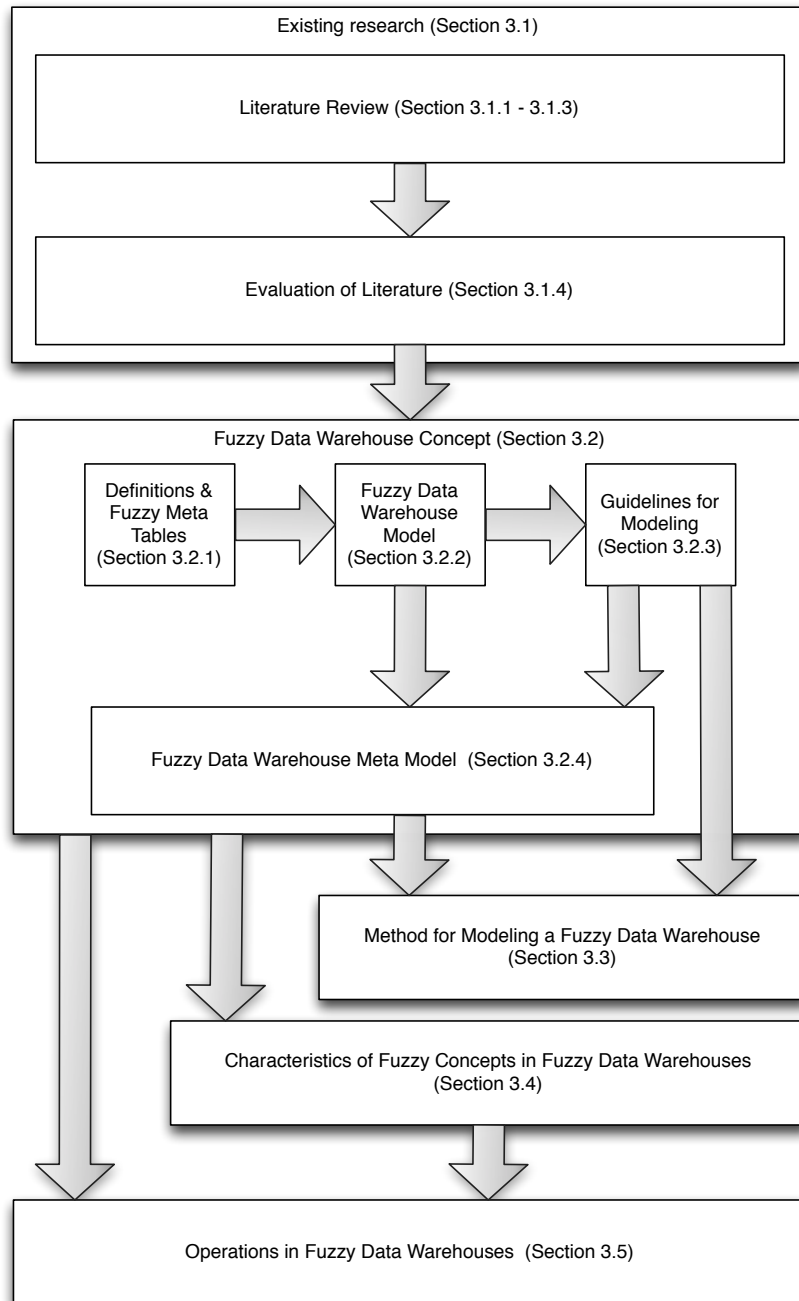 Existing research (Section 3.1)
Literature Review (Section 3.1.1 - 3.1.3)
Evaluation of Literature (Section 3.1.4)
Fuzzy Data Warehouse Concept (Section 3.2)
Definitions &
Fuzzy Meta
Tables
(Section 3.2.1)
Fuzzy Data
Warehouse
Model
(Section 3.2.2)
Guidelines for
Modeling
(Section 3.2.3)
Fuzzy Data Warehouse Meta Model (Section 3.2.4)
Method for Modeling a Fuzzy Data Warehouse
(Section 3.3)
Characteristics of Fuzzy Concepts in Fuzzy Data Warehouses
(Section 3.4)
Operations in Fuzzy Data Warehouses (Section 3.5)